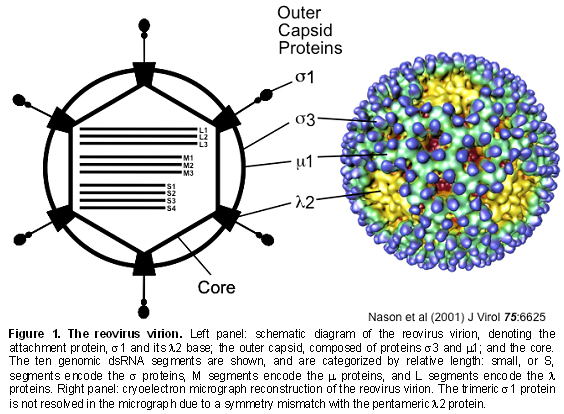 Outer
Capsid
Proteins
σ1
σ3
μ1
λ2
L1
L2
L3
M1
M2
M3
S1
S2
S3
S4
Core
Nason et al (2001) J Virol 75:6625
Figure 1. The reovirus virion. Left panel: schematic diagram of the reovirus virion, denoting the
attachment protein, σ1 and its λ2 base; the outer capsid, composed of proteins σ3 and μ1; and the core.
The ten genomic dsRNA segments are shown, and are categorized by relative length: small, or S,
segments encode the σ proteins, M segments encode the μ proteins, and L segments encode the λ
proteins. Right panel: cryoelectron micrograph reconstruction of the reovirus virion. The trimeric σ1 protein
is not resolved in the micrograph due to a symmetry mismatch with the pentameric λ2 protein.